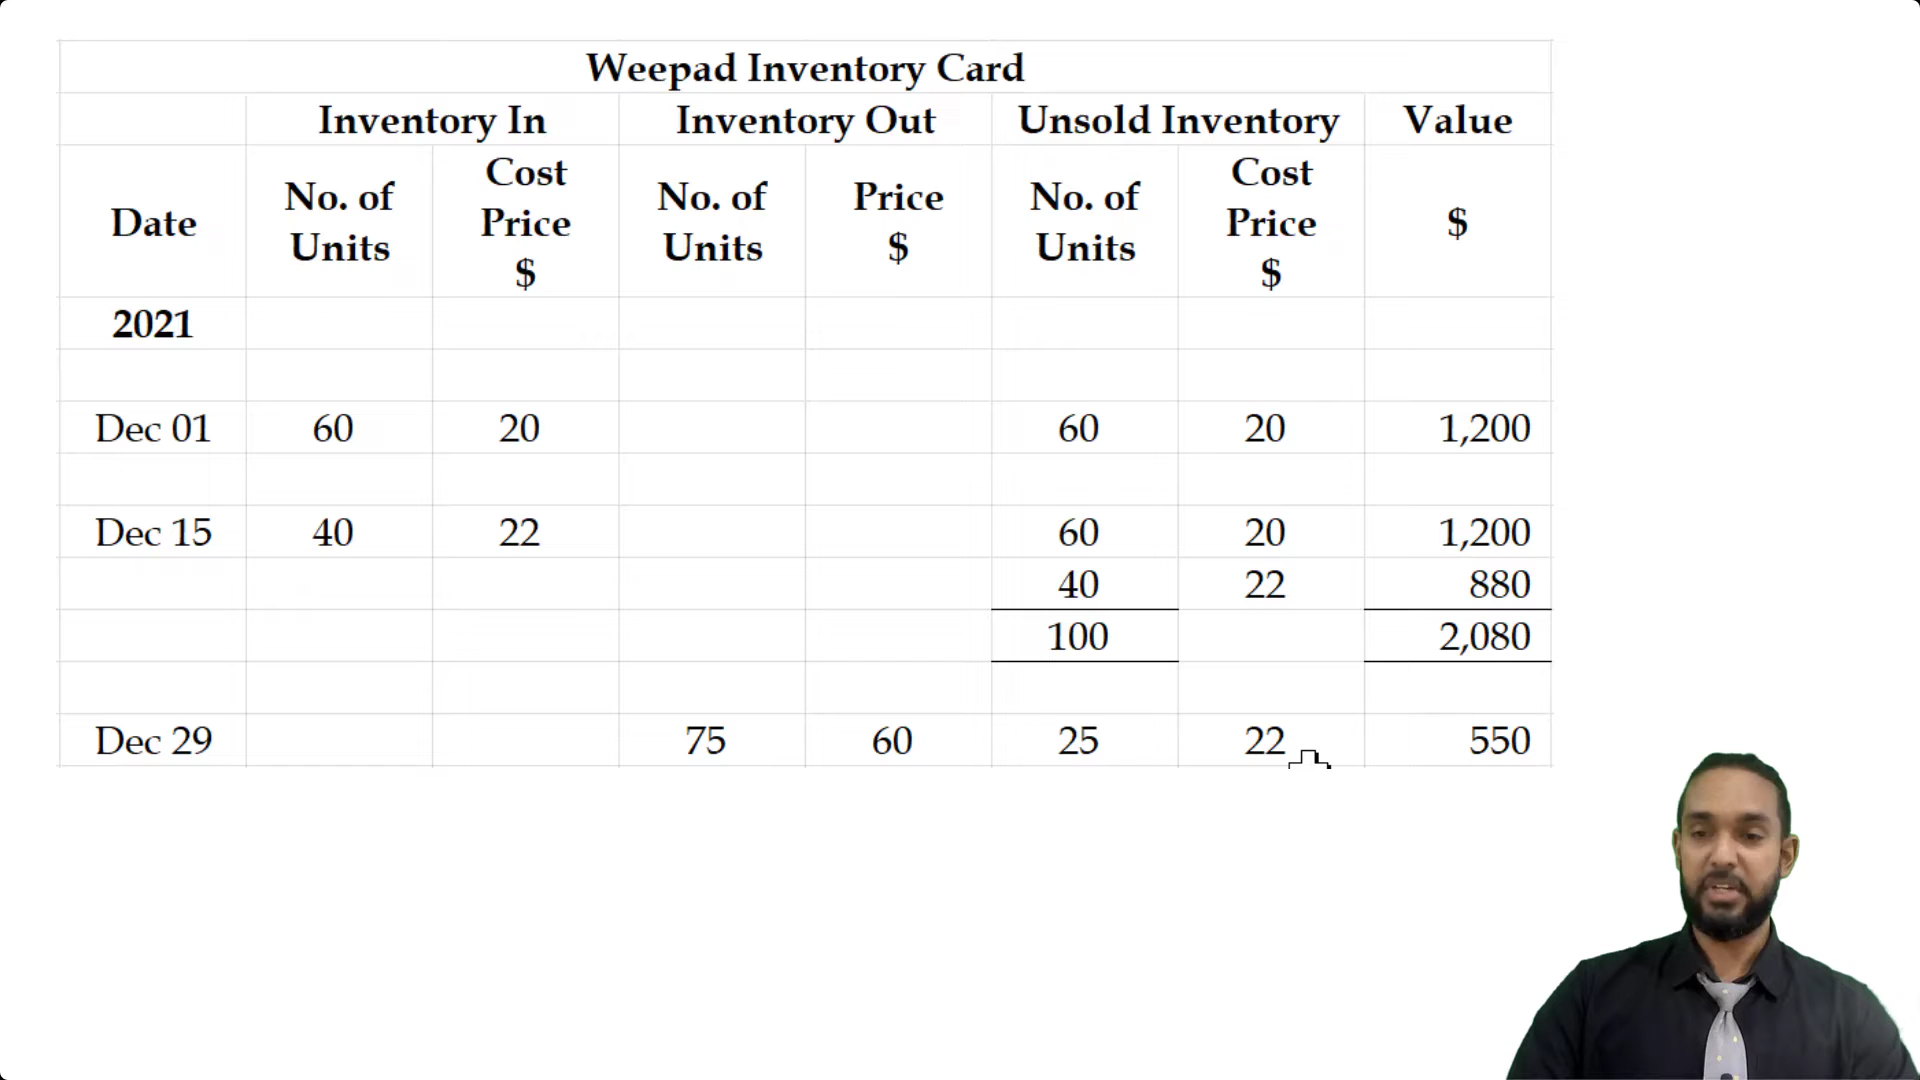 Weepad Inventory Card
Inventory In Inventory Out Unsold Inventory Value
Date No. of Units Cost Price $ No. of Units Price $ No. of Units Cost Price $ $
2021
Dec 01 60 20 60 20 1,200
Dec 15 40 22 60 20 1,200
40 22 880
100 2,080
Dec 29 75 60 25 22 550